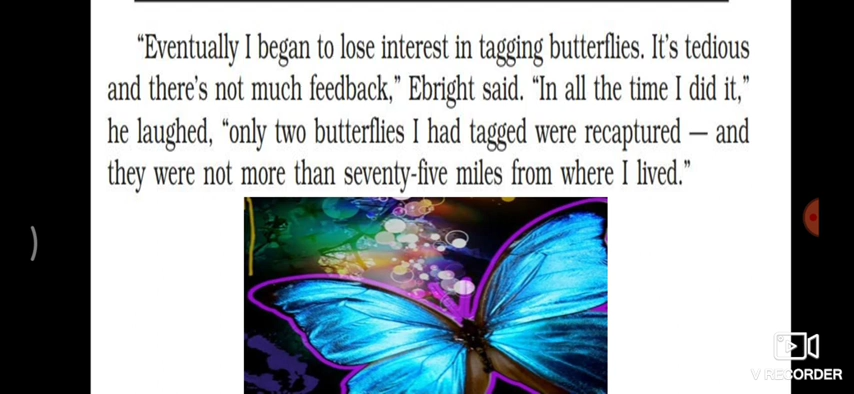 “Eventually I began to lose interest in tagging butterflies. It’s tedious
and there’s not much feedback,” Ebright said. “In all the time I did it,”
he laughed, “only two butterflies I had tagged were recaptured — and
they were not more than seventy-five miles from where I lived.”
V RECORDER